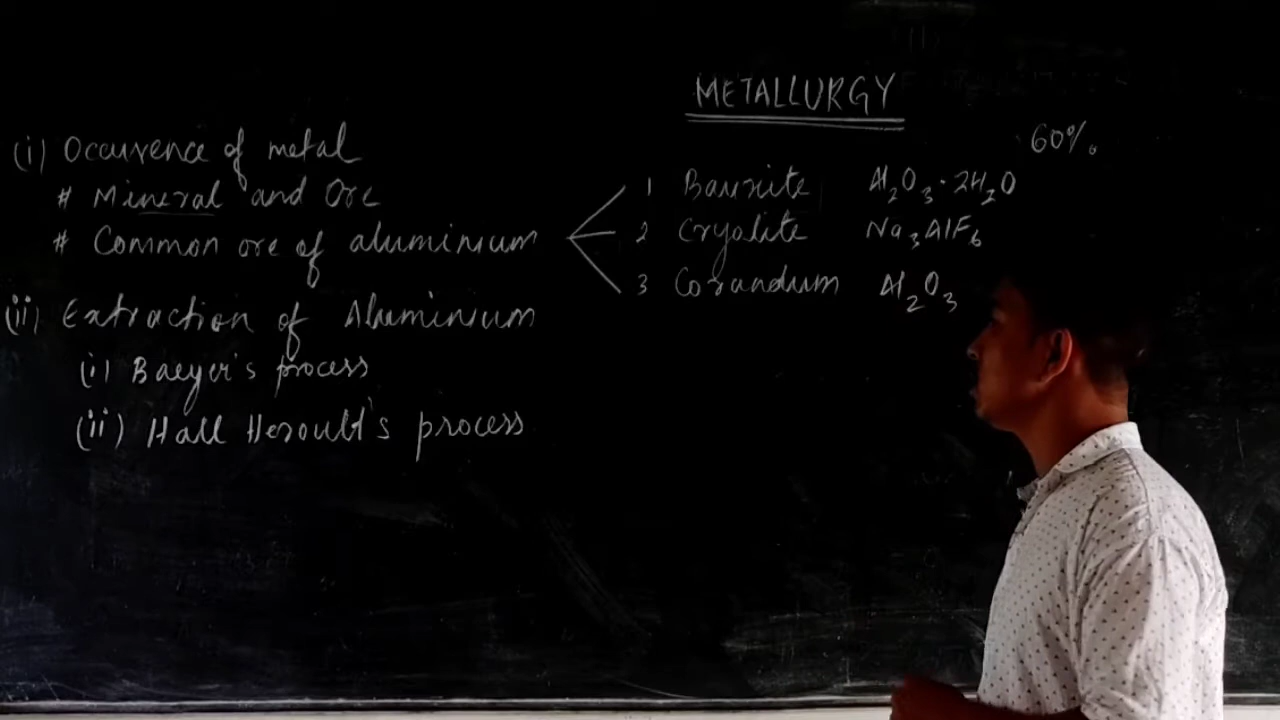 METALLURGY
60%
(i) Occurrence of metal
# Mineral and Ore
# Common ore of aluminium
1 Bauxite Al₂O₃·2H₂O
2 Cryolite Na₃AlF₆
3 Corandum Al₂O₃
(ii) Extraction of Aluminium
(i) Baeyer's process
(ii) Hall Heroult's process